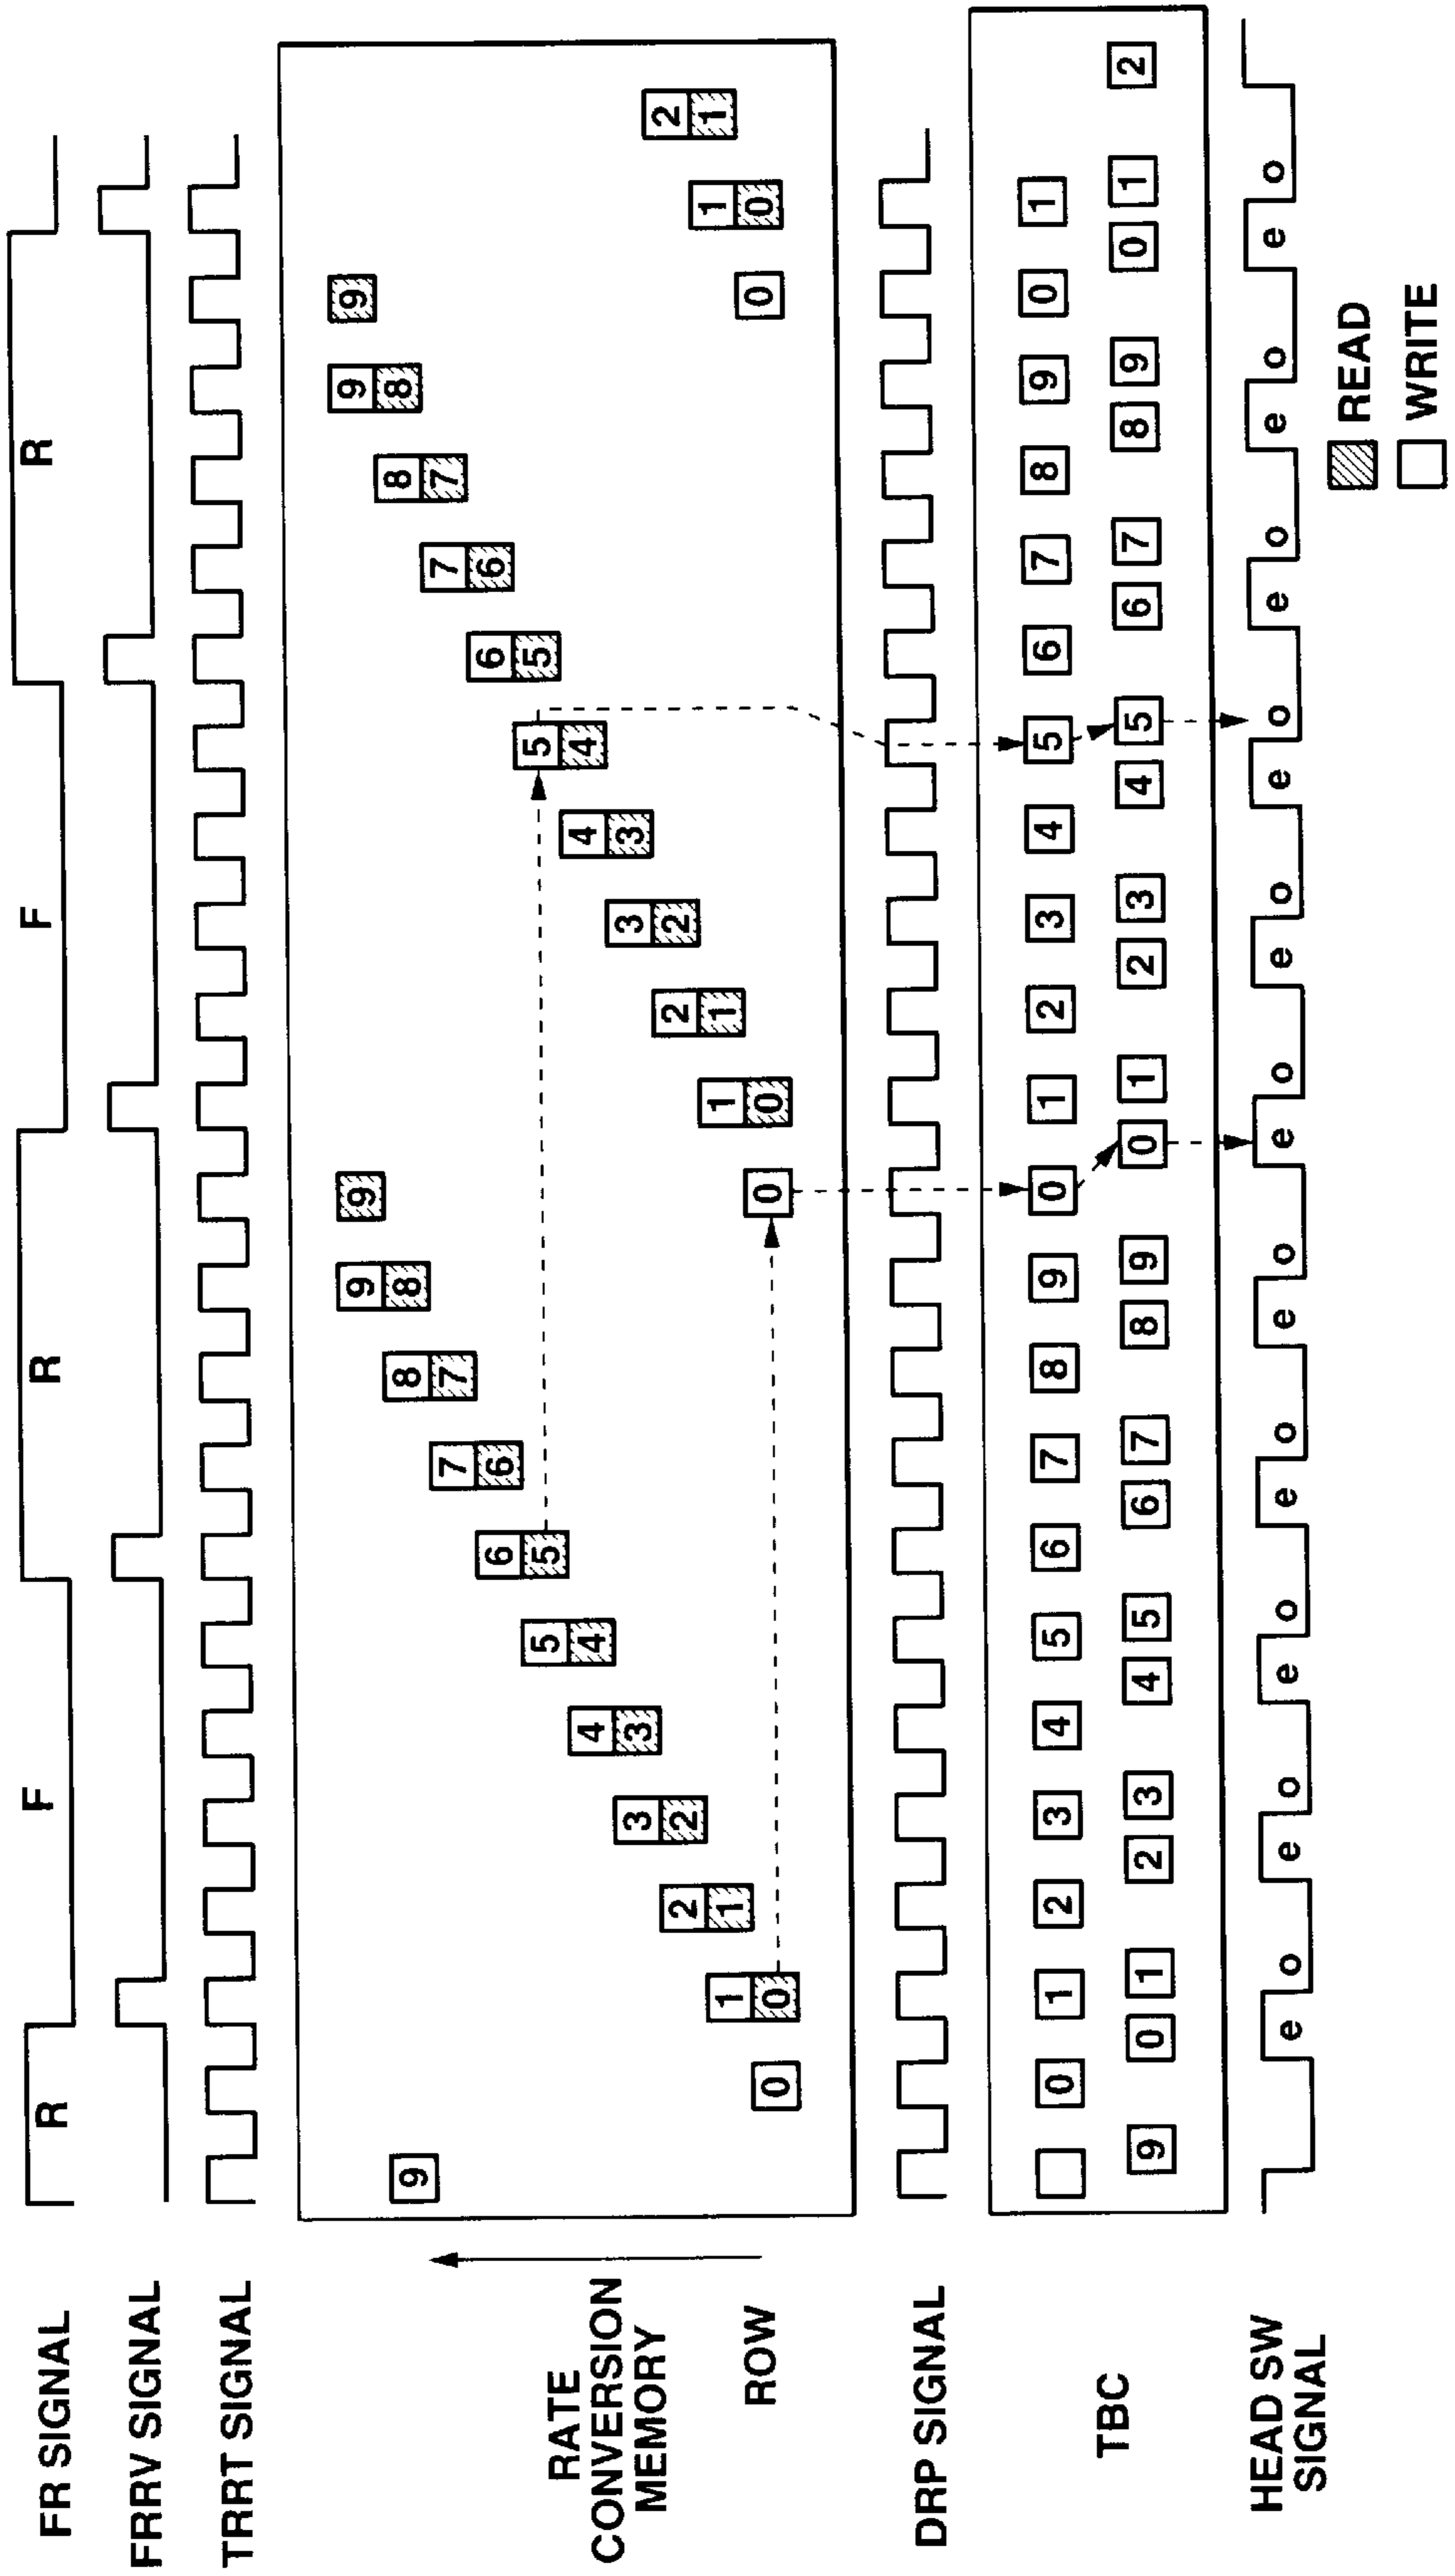 FR SIGNAL
R F R F R
FRRV SIGNAL
TRRT SIGNAL
RATE
CONVERSION
MEMORY
ROW
9 9 9 9
9 8 8 8 8
7 7 7 7
6 6 6 6
5 5 5 5
4 4 4 4
3 3 3 3
2 2 2 2 2
1 1 1 1 1 1
0 0 0 0 0 0
DRP SIGNAL
TBC
0 1 2 3 4 5 6 7 8 9 0 1 2 3 4 5 6 7 8 9 0 1
9 0 1 2 3 4 5 6 7 8 9 0 1 2 3 4 5 6 7 8 9 0 1 2
HEAD SW
SIGNAL
e o e o e o e o e o e o e o e o e o e o e o
READ
WRITE